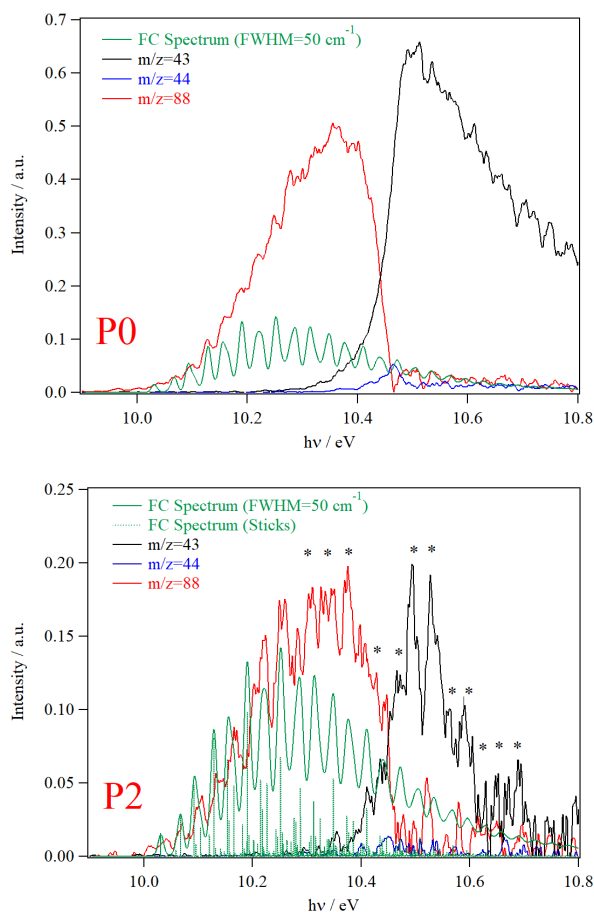 0.7
FC Spectrum (FWHM=50 cm⁻¹)
m/z=43
m/z=44
m/z=88
0.6
0.5
0.4
0.3
0.2
0.1
0.0
Intensity / a.u.
P0
10.0 10.2 10.4 10.6 10.8
hν / eV
0.25
FC Spectrum (FWHM=50 cm⁻¹)
FC Spectrum (Sticks)
m/z=43
m/z=44
m/z=88
0.20
0.15
0.10
0.05
0.00
* * * * * * * * * * * *
Intensity / a.u.
P2
10.0 10.2 10.4 10.6 10.8
hν / eV